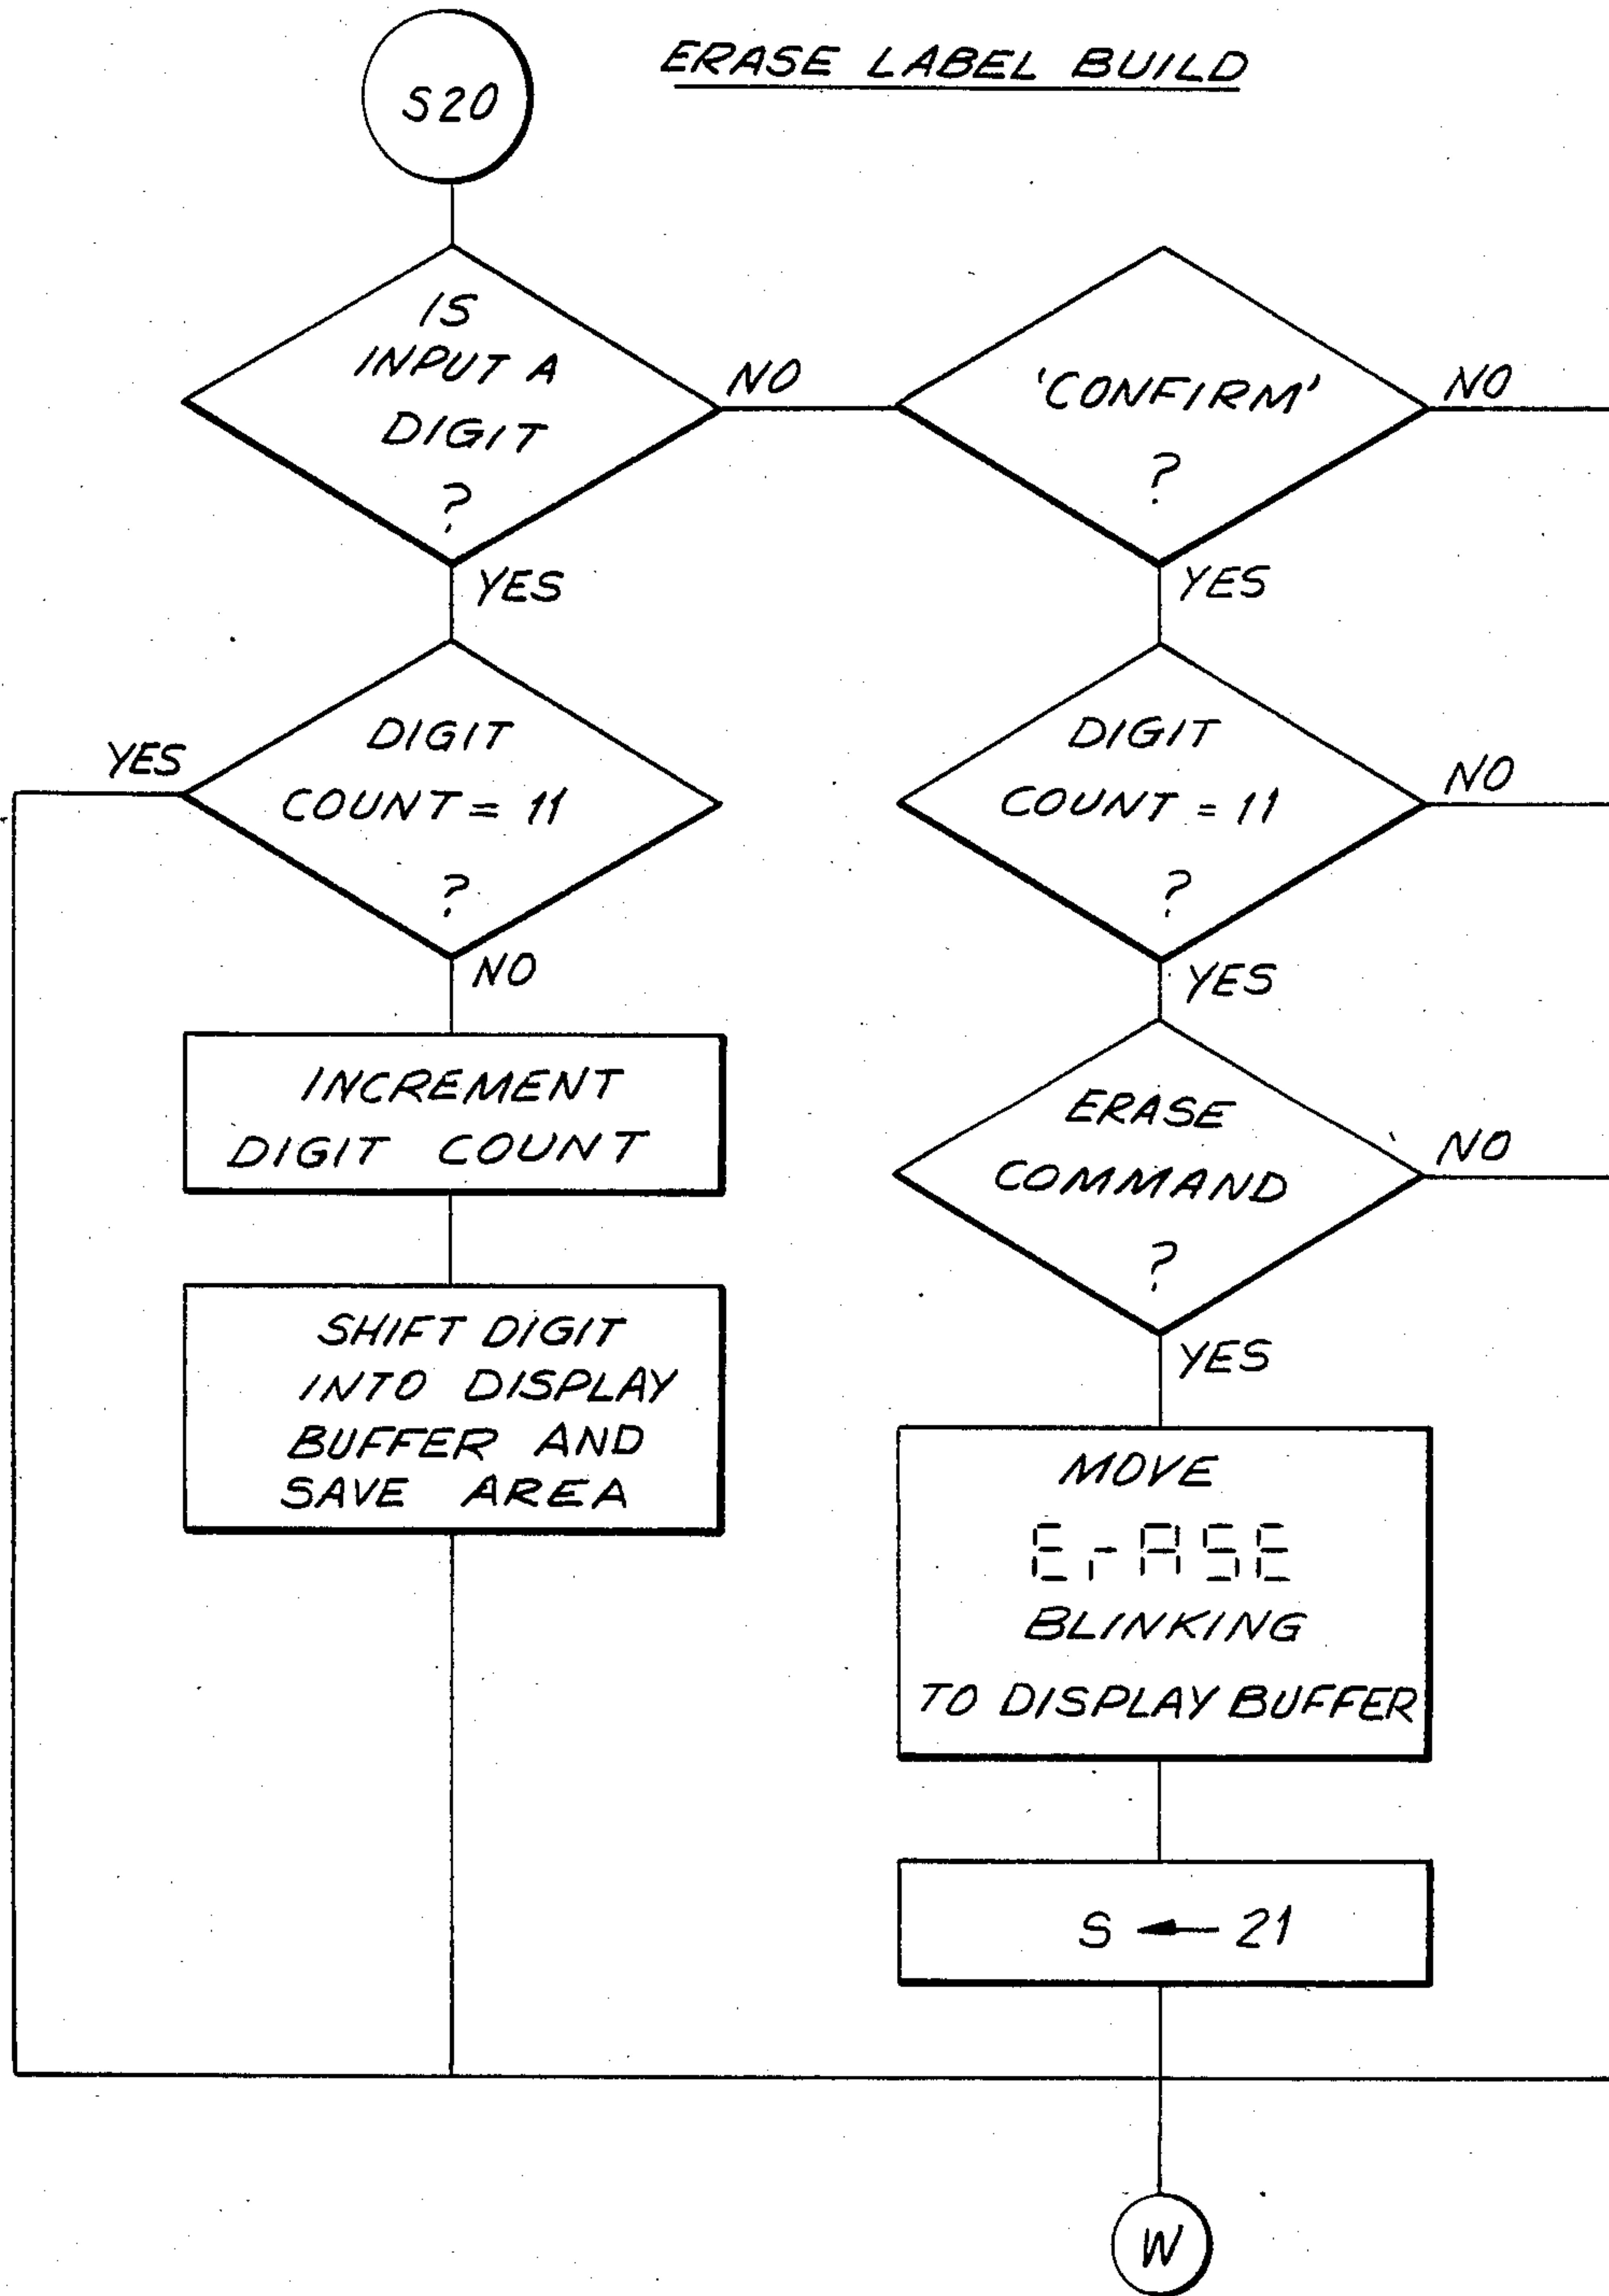 ERASE LABEL BUILD
S20
IS
INPUT A
DIGIT
?
NO
'CONFIRM'
?
NO
YES
YES
DIGIT
COUNT = 11
?
YES
NO
DIGIT
COUNT = 11
?
NO
YES
INCREMENT
DIGIT COUNT
ERASE
COMMAND
?
NO
YES
SHIFT DIGIT
INTO DISPLAY
BUFFER AND
SAVE AREA
MOVE
ErASE
BLINKING
TO DISPLAY BUFFER
S ← 21
W